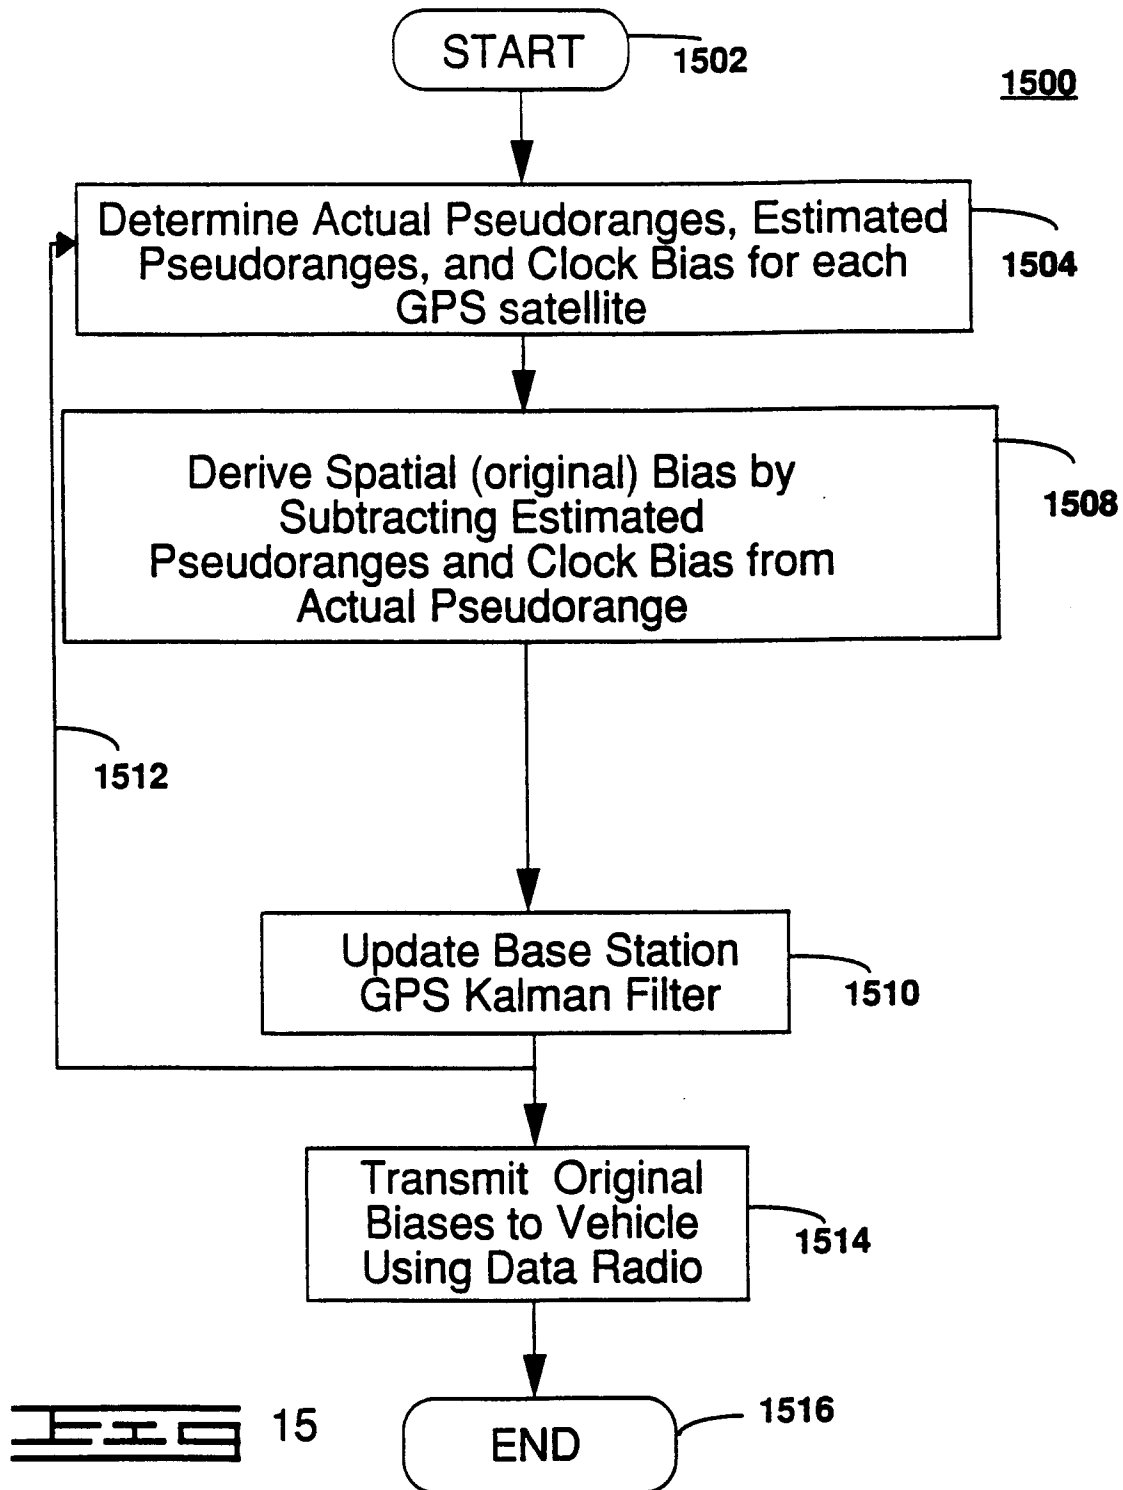 START
1502
1500
Determine Actual Pseudoranges, Estimated
Pseudoranges, and Clock Bias for each
GPS satellite
1504
Derive Spatial (original) Bias by
Subtracting Estimated
Pseudoranges and Clock Bias from
Actual Pseudorange
1508
1512
Update Base Station
GPS Kalman Filter
1510
Transmit Original
Biases to Vehicle
Using Data Radio
1514
END
1516
FIG 15